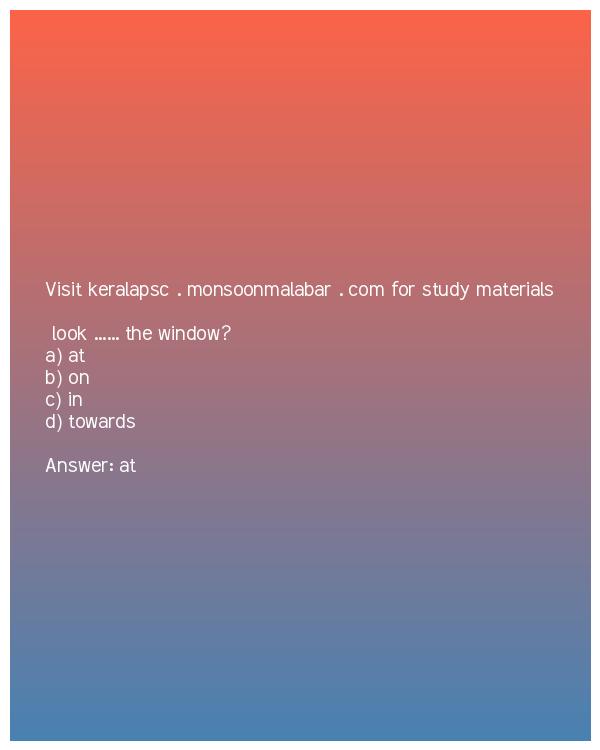 Visit keralapsc . monsoonmalabar . com for study materials
look ...... the window?
a) at
b) on
c) in
d) towards
Answer: at